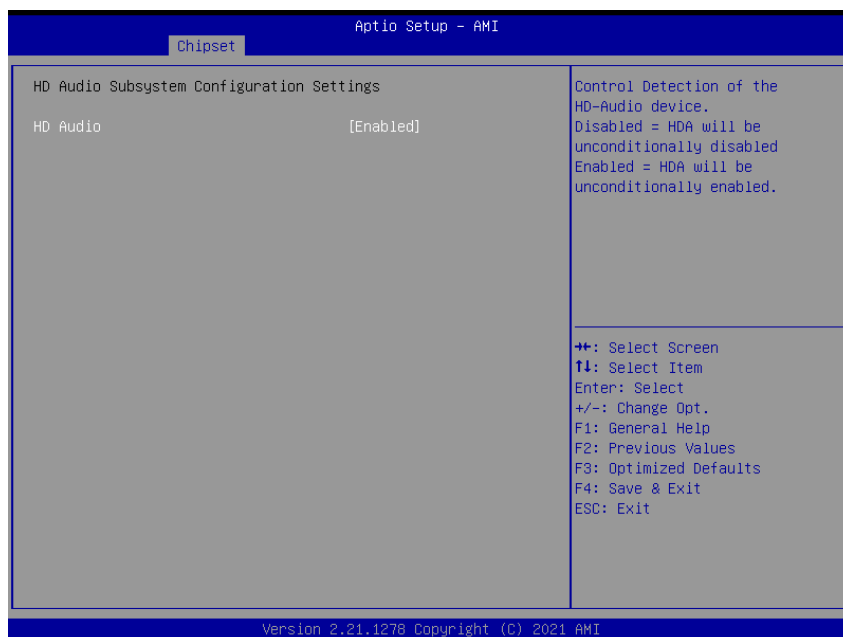 Aptio Setup – AMI
Chipset
HD Audio Subsystem Configuration Settings
HD Audio [Enabled]
Control Detection of the
HD-Audio device.
Disabled = HDA will be
unconditionally disabled
Enabled = HDA will be
unconditionally enabled.
→←: Select Screen
↑↓: Select Item
Enter: Select
+/-: Change Opt.
F1: General Help
F2: Previous Values
F3: Optimized Defaults
F4: Save & Exit
ESC: Exit
Version 2.21.1278 Copyright (C) 2021 AMI